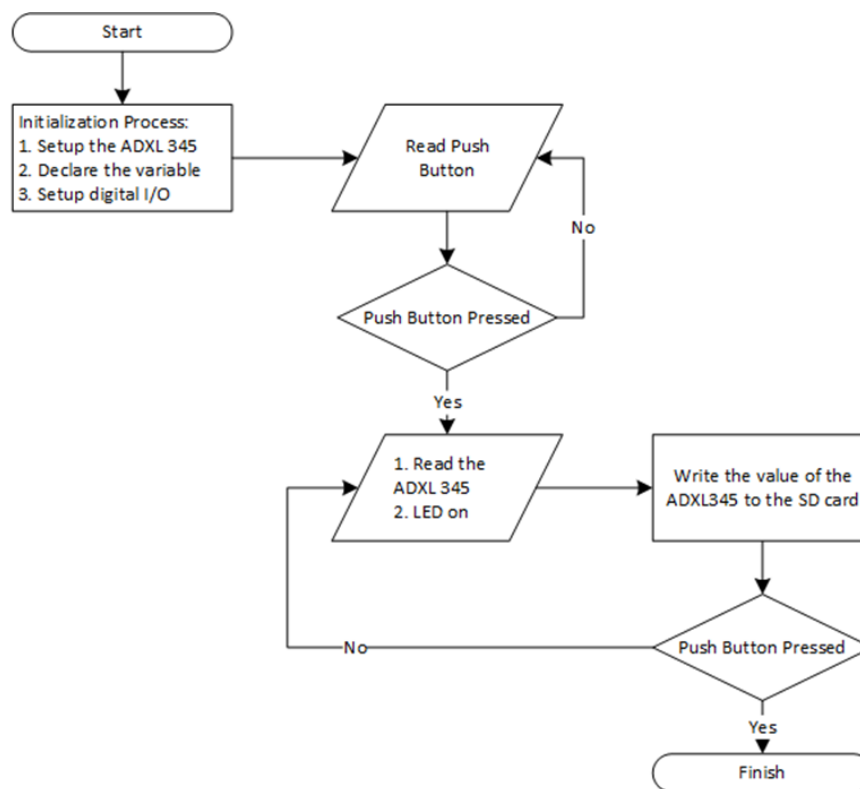 Start
Initialization Process:
1. Setup the ADXL 345
2. Declare the variable
3. Setup digital I/O
Read Push
Button
No
Push Button Pressed
Yes
1. Read the
ADXL 345
2. LED on
Write the value of the
ADXL345 to the SD card
No
Push Button Pressed
Yes
Finish